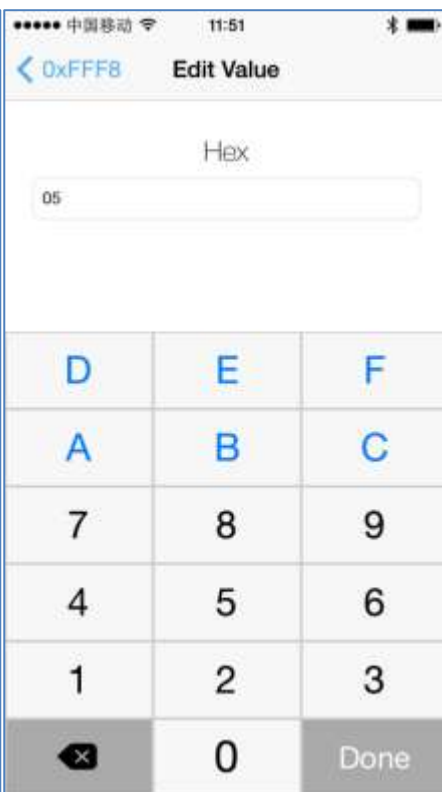 中国移动 11:51
0xFFF8 Edit Value
Hex
05
D E F
A B C
7 8 9
4 5 6
1 2 3
0 Done